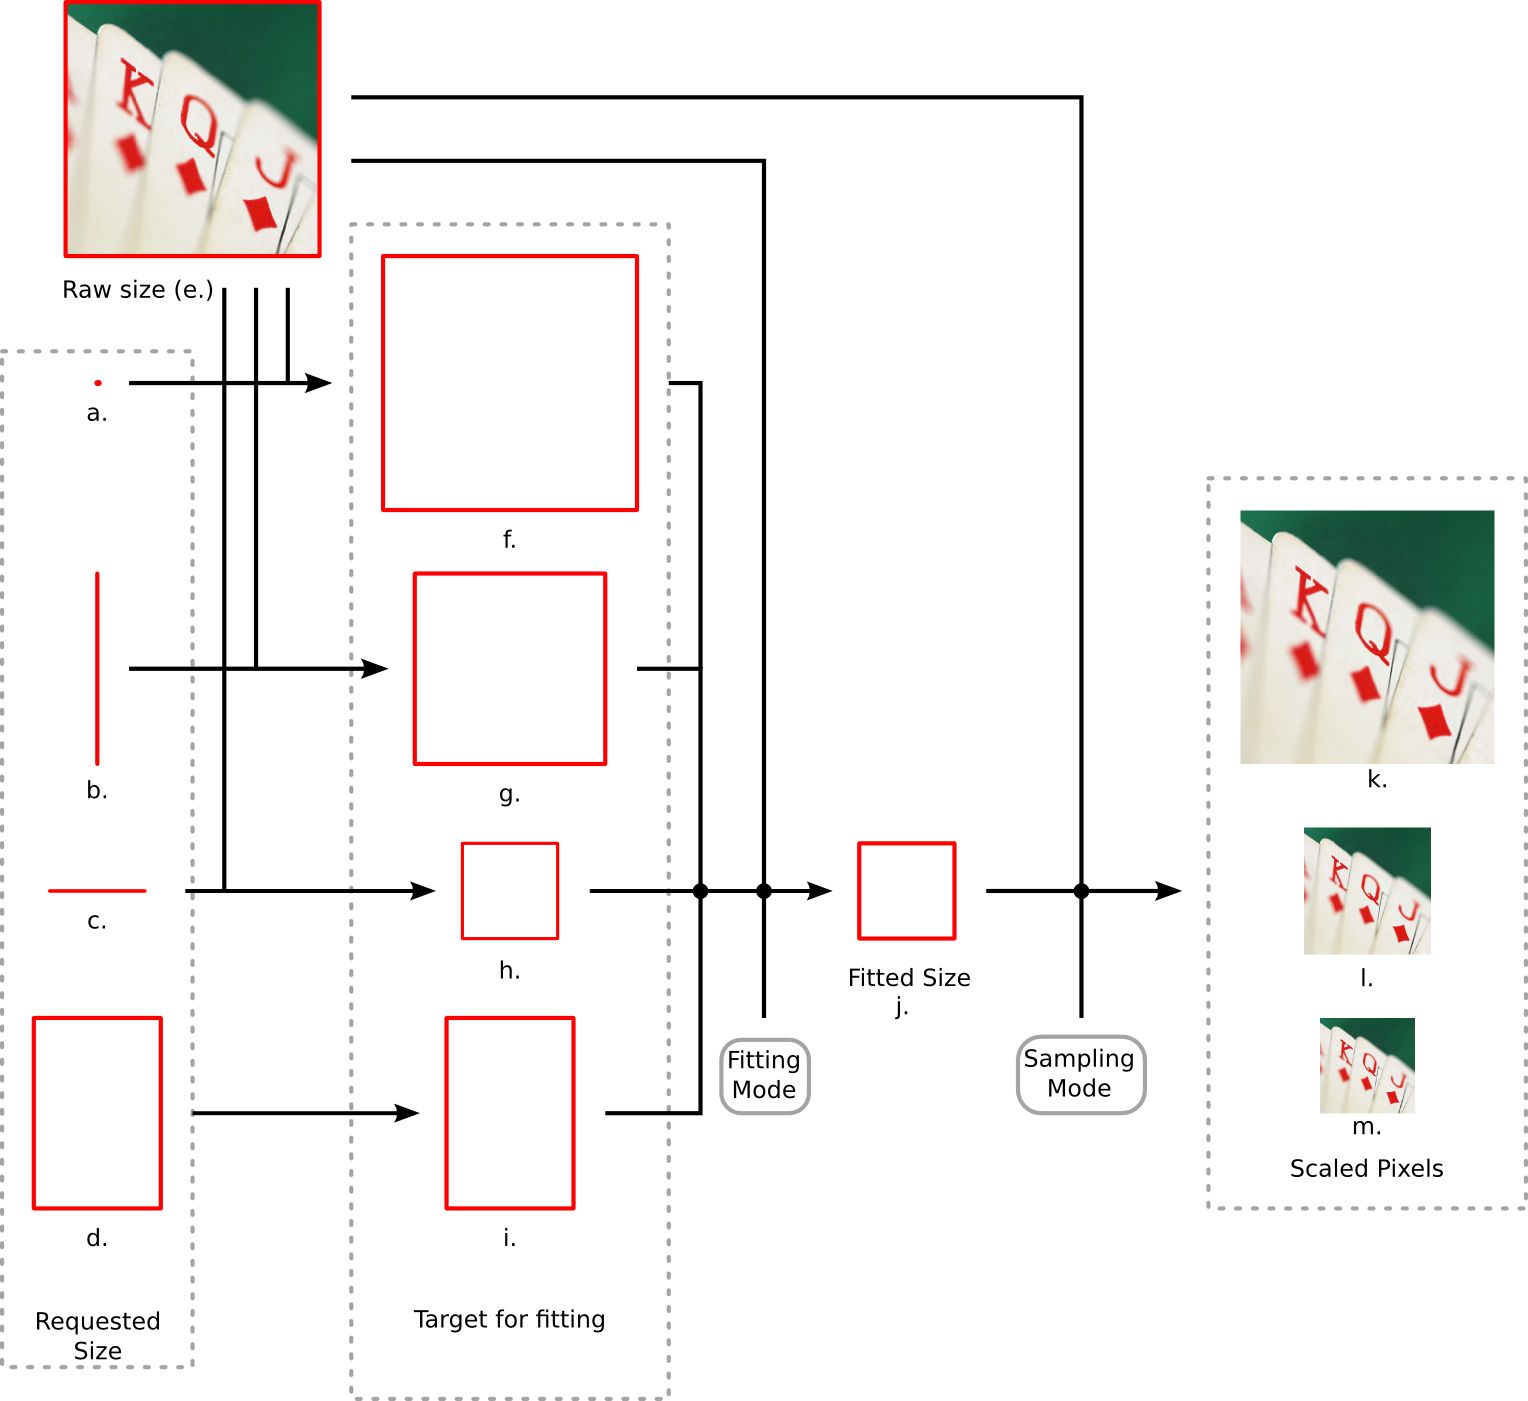 K
Q
J
Raw size (e.)
a.
f.
b.
g.
c.
h.
Fitted Size
j.
Fitting
Mode
Sampling
Mode
d.
i.
Requested
Size
Target for fitting
K
Q
J
k.
K
Q
J
l.
K
Q
J
m.
Scaled Pixels